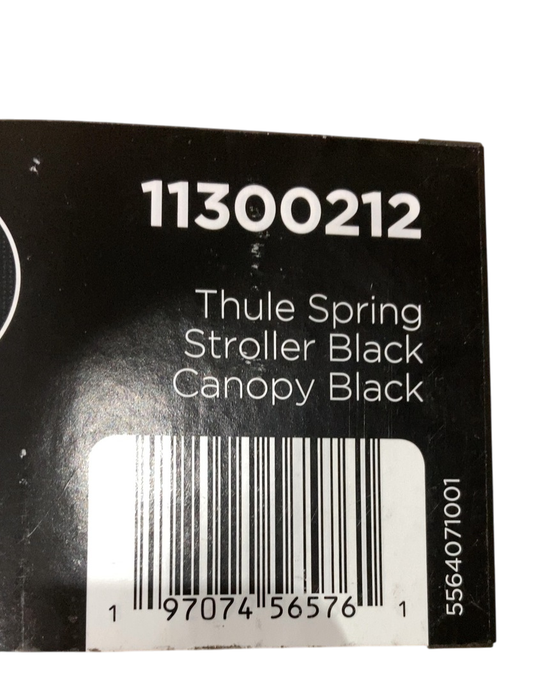 11300212
Thule Spring
Stroller Black
Canopy Black
1 97074 56576 1
5564071001